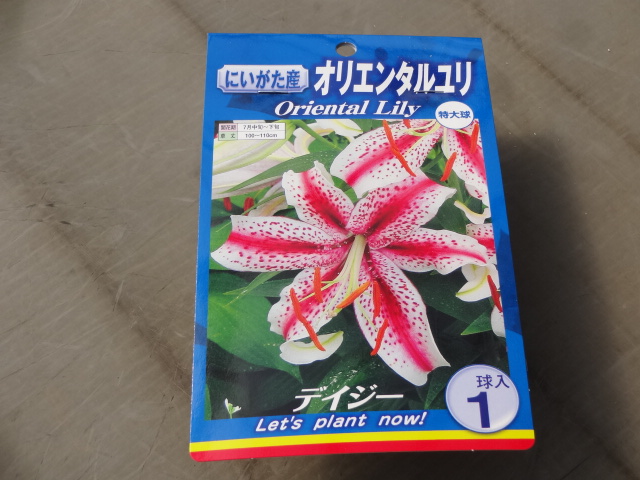 にいがた産 オリエンタルユリ
Oriental Lily
特大球
開花期 7月中旬~下旬
草丈 100~110cm
デイジー
球入
1
Let's plant now!